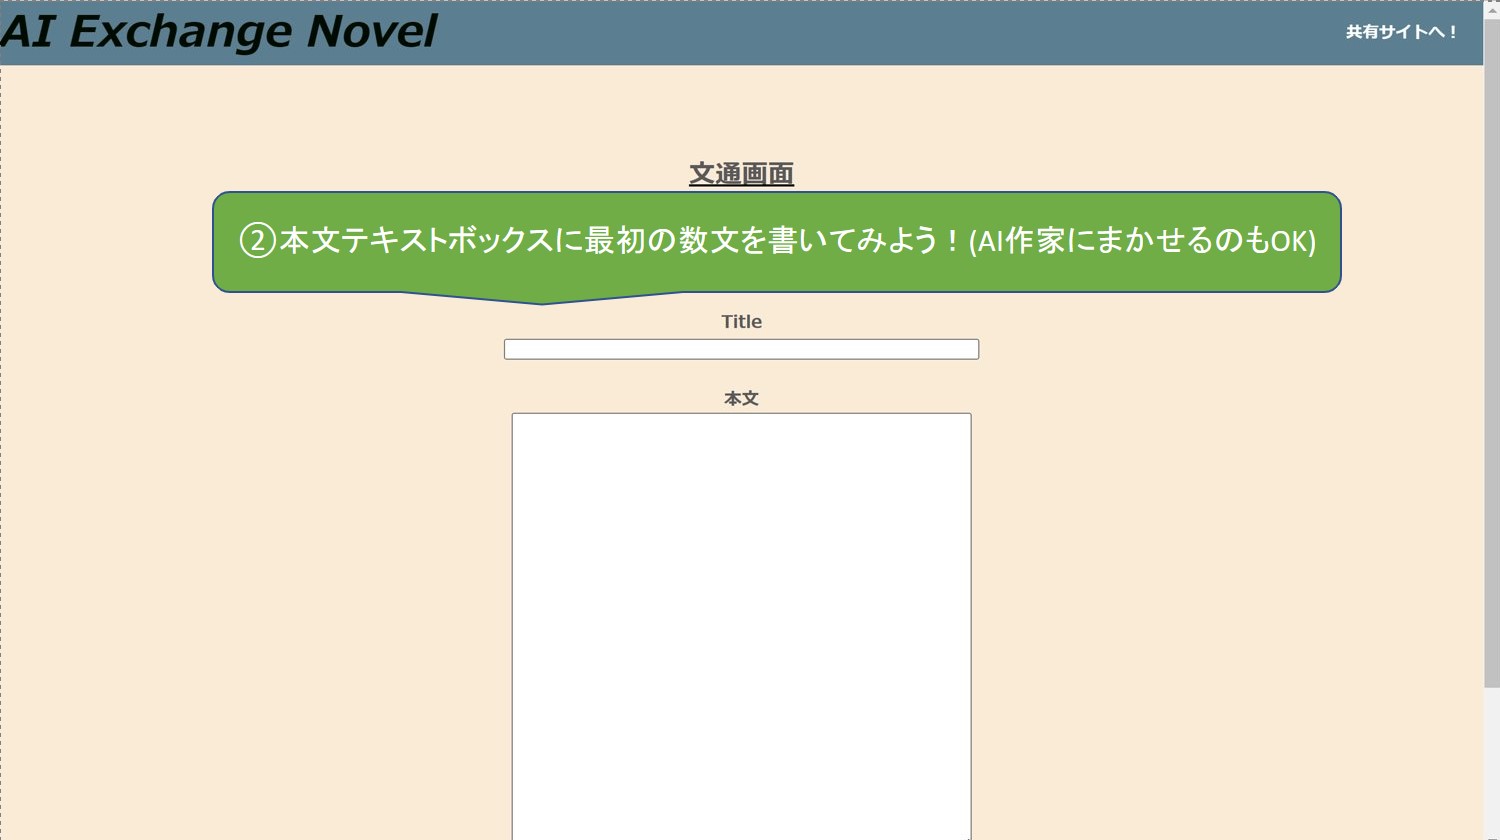 AI Exchange Novel
共有サイトへ！
文通画面
②本文テキストボックスに最初の数文を書いてみよう！(AI作家にまかせるのもOK)
Title
本文